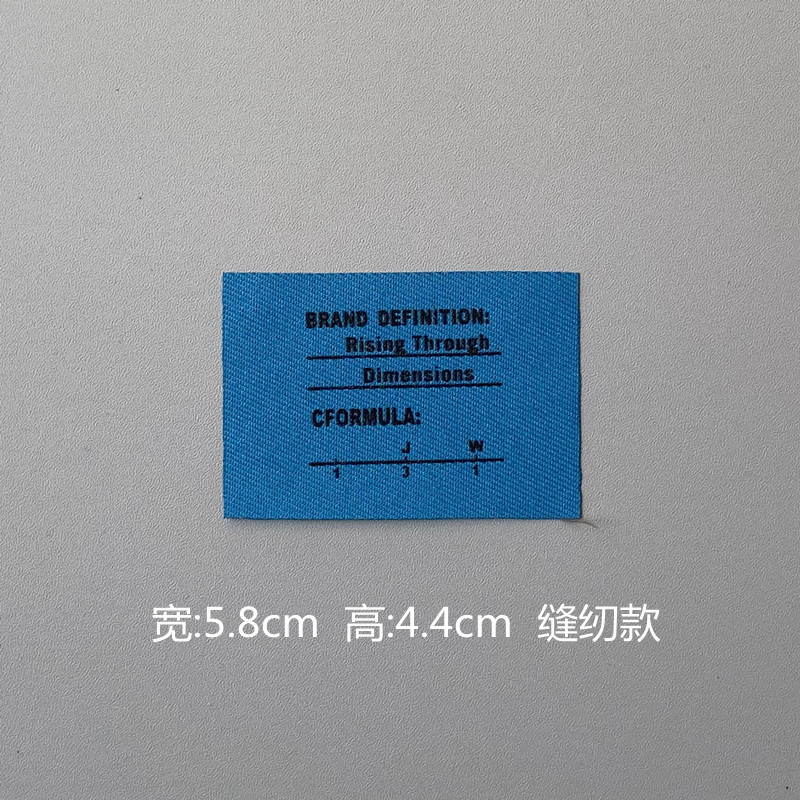 BRAND DEFINITION:
Rising Through
Dimensions
CFORMULA:
J W
1 3 1
宽:5.8cm 高:4.4cm 缝纫款